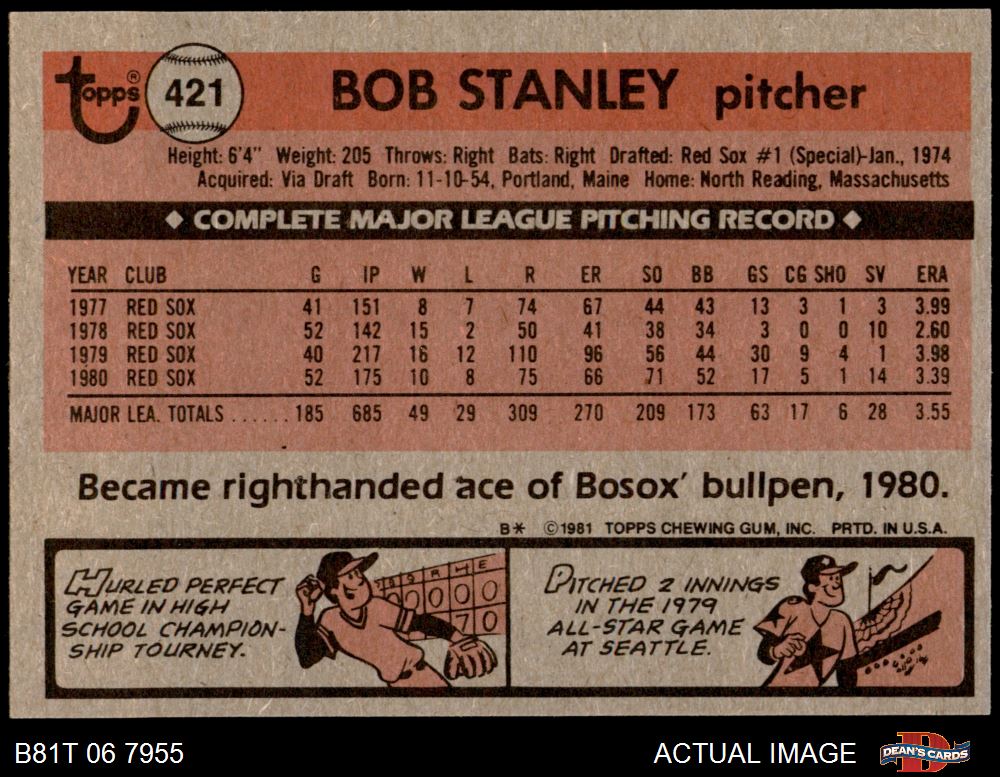 Topps® 421 BOB STANLEY pitcher
Height: 6'4" Weight: 205 Throws: Right Bats: Right Drafted: Red Sox #1 (Special)-Jan., 1974
Acquired: Via Draft Born: 11-10-54, Portland, Maine Home: North Reading, Massachusetts
◆ COMPLETE MAJOR LEAGUE PITCHING RECORD ◆
YEAR CLUB G IP W L R ER SO BB GS CG SHO SV ERA
1977 RED SOX 41 151 8 7 74 67 44 43 13 3 1 3 3.99
1978 RED SOX 52 142 15 2 50 41 38 34 3 0 0 10 2.60
1979 RED SOX 40 217 16 12 110 96 56 44 30 9 4 1 3.98
1980 RED SOX 52 175 10 8 75 66 71 52 17 5 1 14 3.39
MAJOR LEA. TOTALS ...... 185 685 49 29 309 270 209 173 63 17 6 28 3.55
Became righthanded ace of Bosox' bullpen, 1980.
B* ©1981 TOPPS CHEWING GUM, INC. PRTD. IN U.S.A.
HURLED PERFECT
GAME IN HIGH
SCHOOL CHAMPION-
SHIP TOURNEY.
9 R H E
0 0 0 0 0
7 0
PITCHED 2 INNINGS
IN THE 1979
ALL-STAR GAME
AT SEATTLE.
B81T 06 7955 ACTUAL IMAGE DEAN'S CARDS